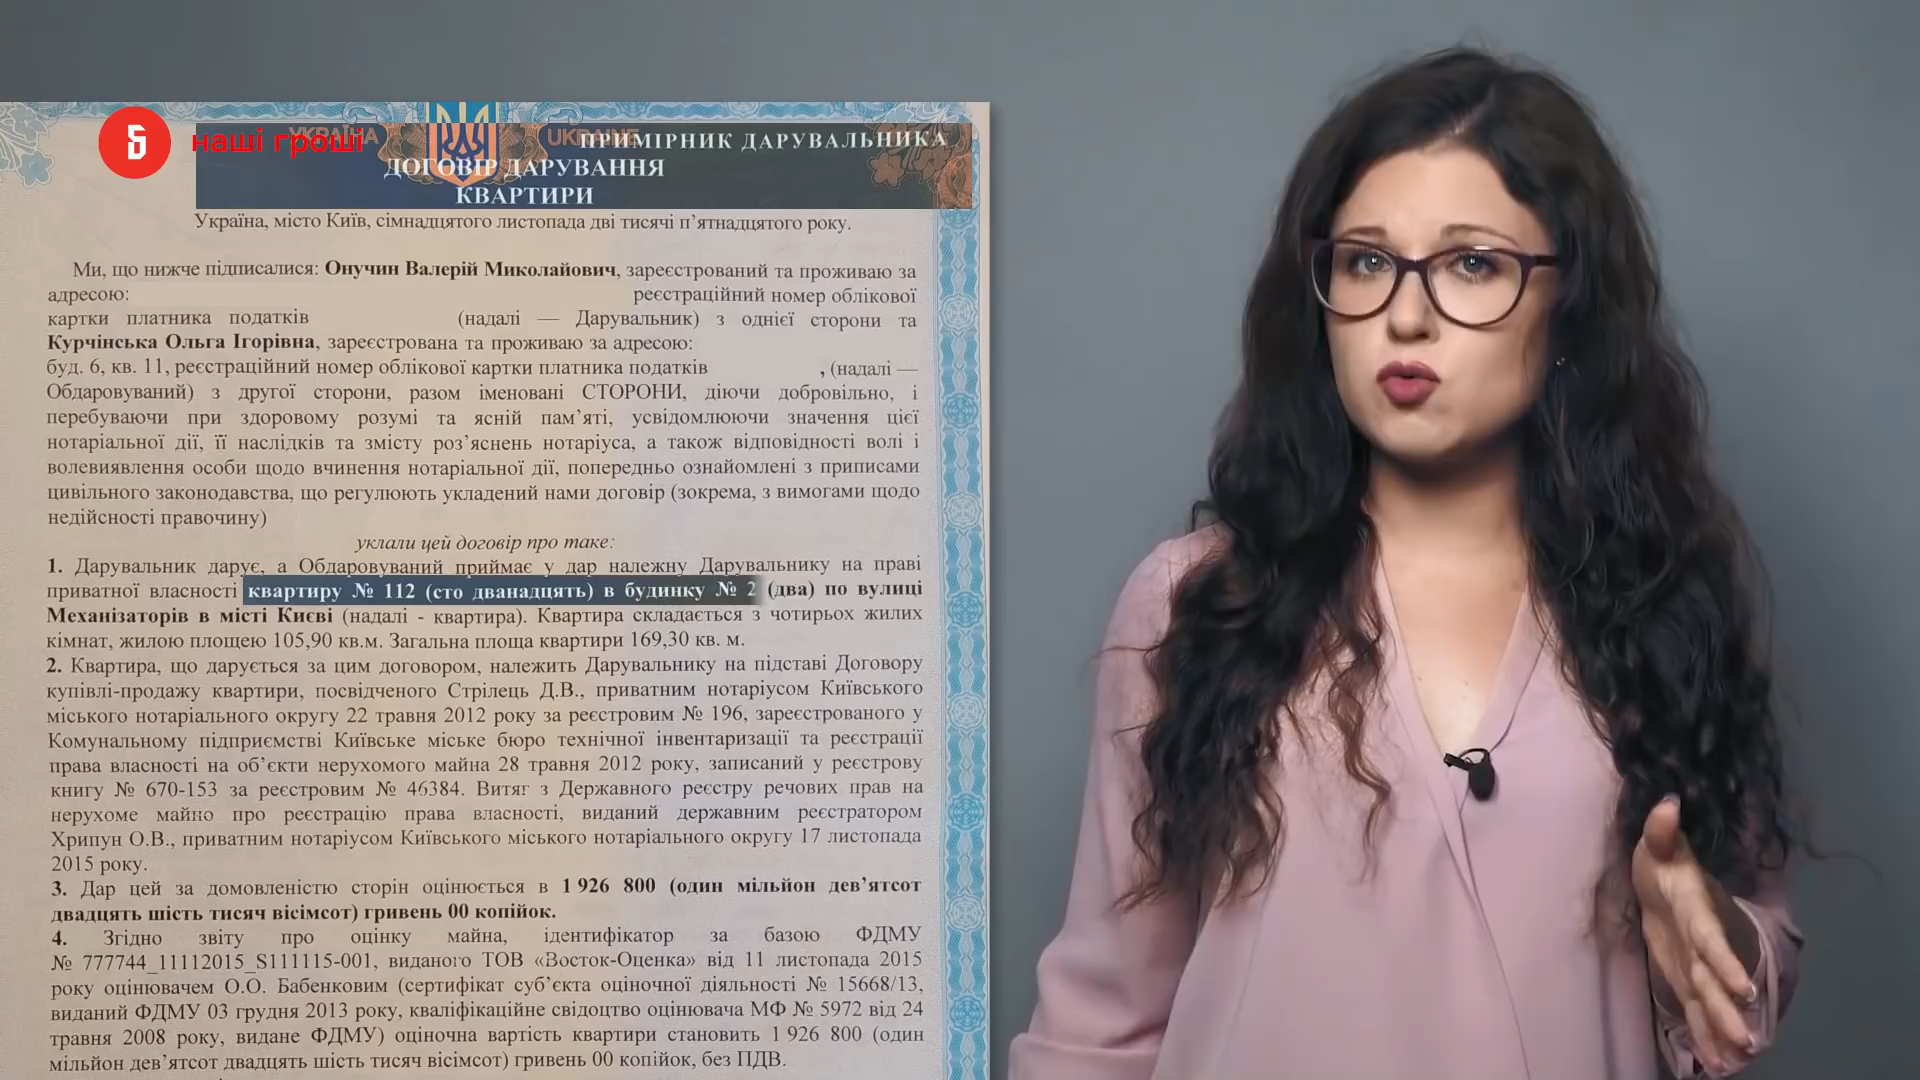 Б наші гроші
УКРАЇНА UKRAINE
ПРИМІРНИК ДАРУВАЛЬНИКА
ДОГОВІР ДАРУВАННЯ
КВАРТИРИ
Україна, місто Київ, сімнадцятого листопада дві тисячі п’ятнадцятого року.
Ми, що нижче підписалися: Онучин Валерій Миколайович, зареєстрований та проживаю за
адресою: реєстраційний номер облікової
картки платника податків (надалі — Дарувальник) з однієї сторони та
Курчінська Ольга Ігорівна, зареєстрована та проживаю за адресою:
буд. 6, кв. 11, реєстраційний номер облікової картки платника податків , (надалі —
Обдаровуваний) з другої сторони, разом іменовані СТОРОНИ, діючи добровільно, і
перебуваючи при здоровому розумі та ясній пам’яті, усвідомлюючи значення цієї
нотаріальної дії, її наслідків та змісту роз’яснень нотаріуса, а також відповідності волі і
волевиявлення особи щодо вчинення нотаріальної дії, попередньо ознайомлені з приписами
цивільного законодавства, що регулюють укладений нами договір (зокрема, з вимогами щодо
недійсності правочину)
уклали цей договір про таке:
1. Дарувальник дарує, а Обдаровуваний приймає у дар належну Дарувальнику на праві
приватної власності квартиру № 112 (сто дванадцять) в будинку № 2 (два) по вулиці
Механізаторів в місті Києві (надалі - квартира). Квартира складається з чотирьох жилих
кімнат, жилою площею 105,90 кв.м. Загальна площа квартири 169,30 кв. м.
2. Квартира, що дарується за цим договором, належить Дарувальнику на підставі Договору
купівлі-продажу квартири, посвідченого Стрілець Д.В., приватним нотаріусом Київського
міського нотаріального округу 22 травня 2012 року за реєстровим № 196, зареєстрованого у
Комунальному підприємстві Київське міське бюро технічної інвентаризації та реєстрації
права власності на об’єкти нерухомого майна 28 травня 2012 року, записаний у реєстрову
книгу № 670-153 за реєстровим № 46384. Витяг з Державного реєстру речових прав на
нерухоме майно про реєстрацію права власності, виданий державним реєстратором
Хрипун О.В., приватним нотаріусом Київського міського нотаріального округу 17 листопада
2015 року.
3. Дар цей за домовленістю сторін оцінюється в 1 926 800 (один мільйон дев’ятсот
двадцять шість тисяч вісімсот) гривень 00 копійок.
4. Згідно звіту про оцінку майна, ідентифікатор за базою ФДМУ
№ 777744_11112015_S111115-001, виданого ТОВ «Восток-Оценка» від 11 листопада 2015
року оцінювачем О.О. Бабенковим (сертифікат суб’єкта оціночної діяльності № 15668/13,
виданий ФДМУ 03 грудня 2013 року, кваліфікаційне свідоцтво оцінювача МФ № 5972 від 24
травня 2008 року, видане ФДМУ) оціночна вартість квартири становить 1 926 800 (один
мільйон дев’ятсот двадцять шість тисяч вісімсот) гривень 00 копійок, без ПДВ.